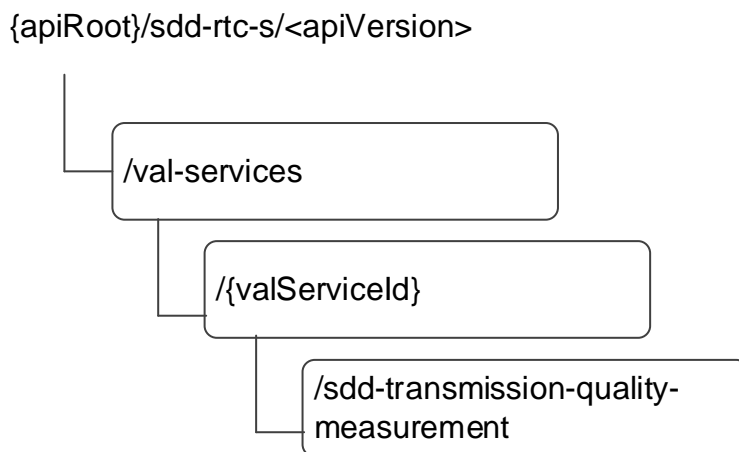 {apiRoot}/sdd-rtc-s/<apiVersion>
/val-services
/{valServiceId}
/sdd-transmission-quality-
measurement